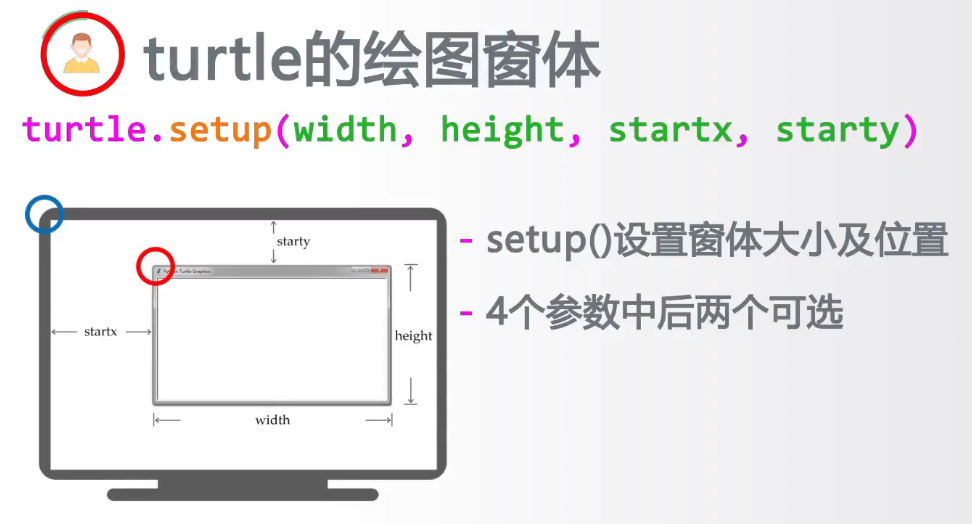 turtle的绘图窗体
turtle.setup(width, height, startx, starty)
starty
Python Turtle Graphics
startx
height
width
- setup()设置窗体大小及位置
- 4个参数中后两个可选